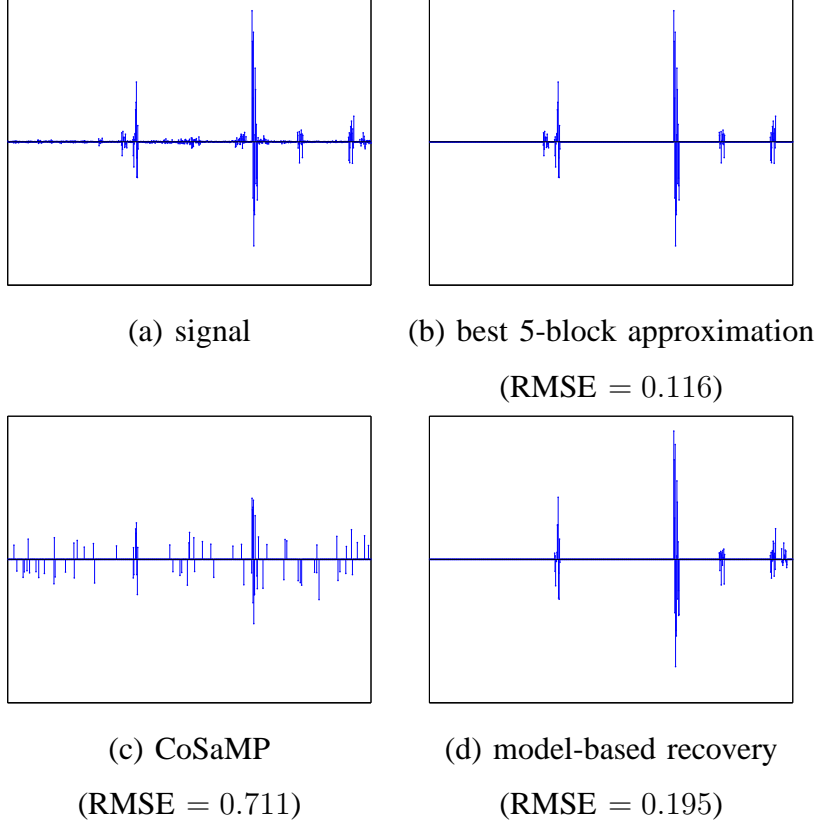 (a) signal
(b) best 5-block approximation
(RMSE = 0.116)
(c) CoSaMP
(RMSE = 0.711)
(d) model-based recovery
(RMSE = 0.195)